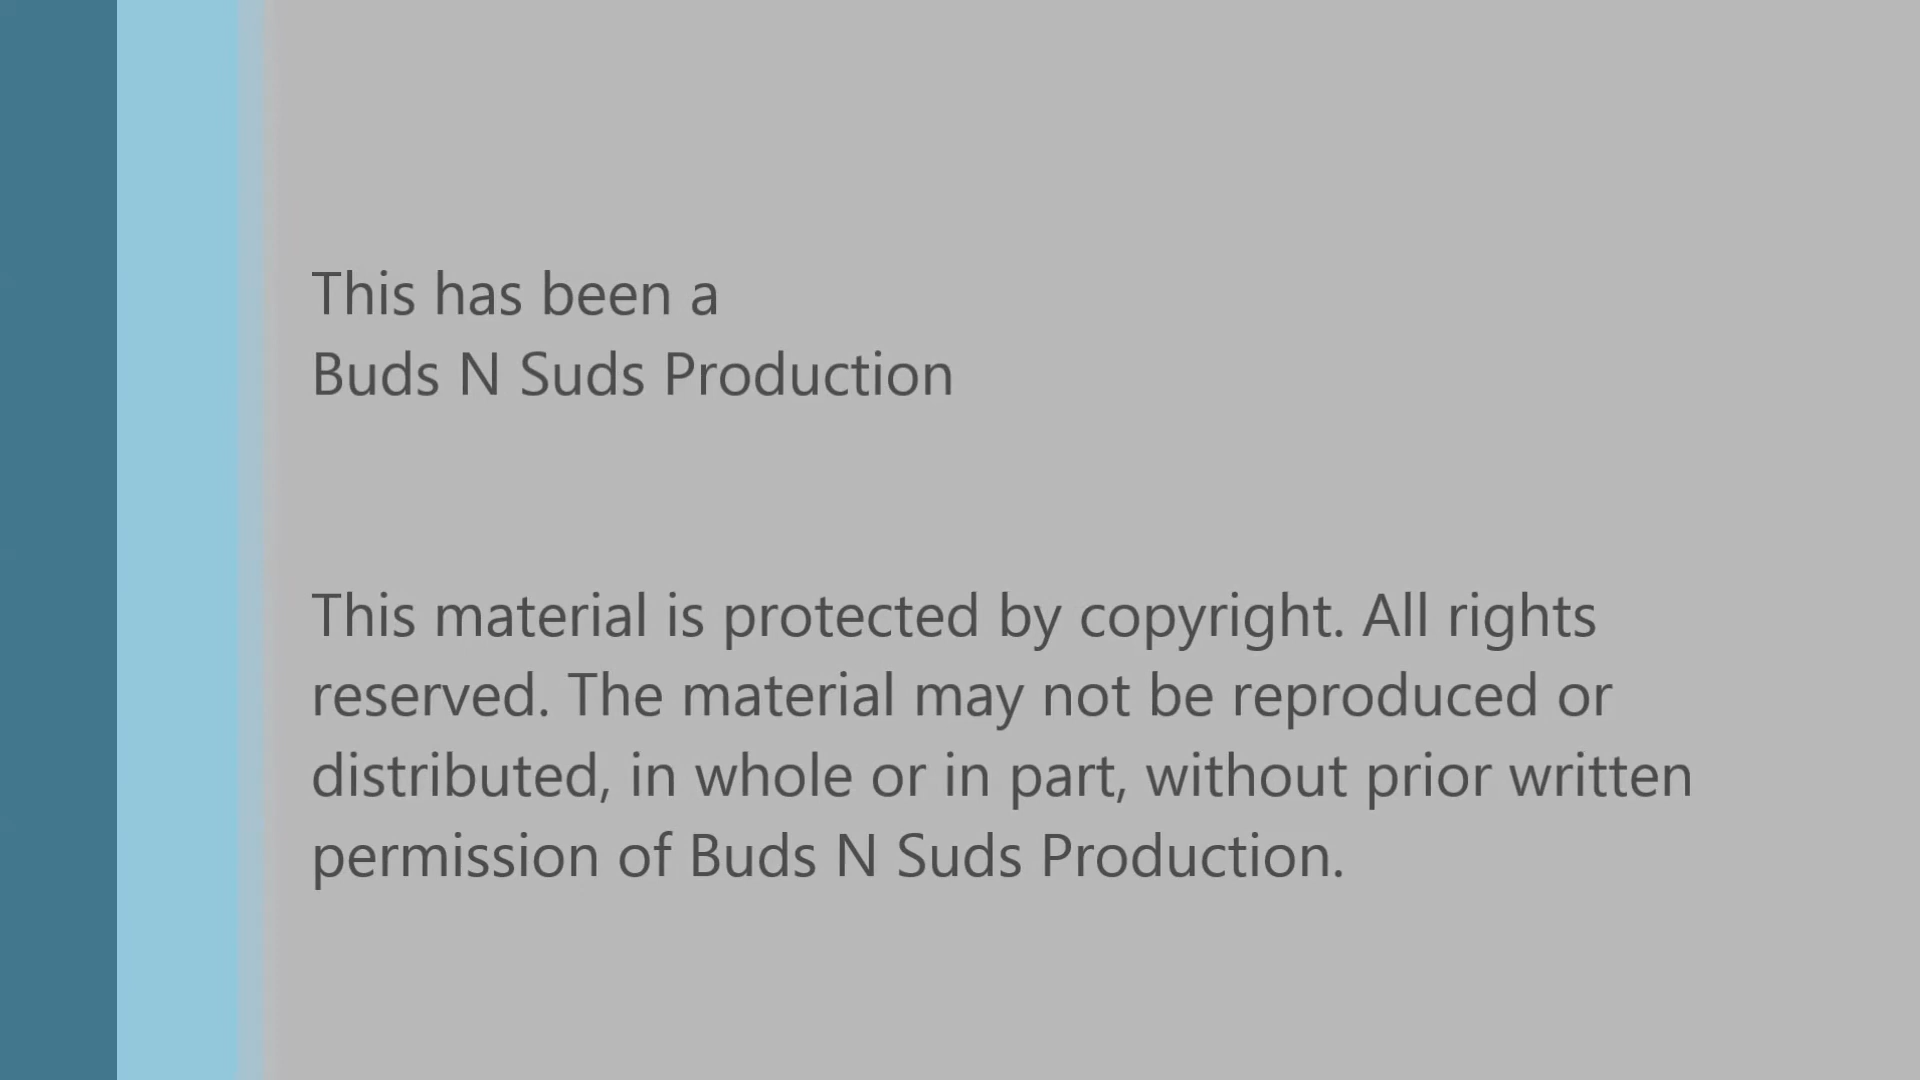 This has been a
Buds N Suds Production
This material is protected by copyright. All rights
reserved. The material may not be reproduced or
distributed, in whole or in part, without prior written
permission of Buds N Suds Production.